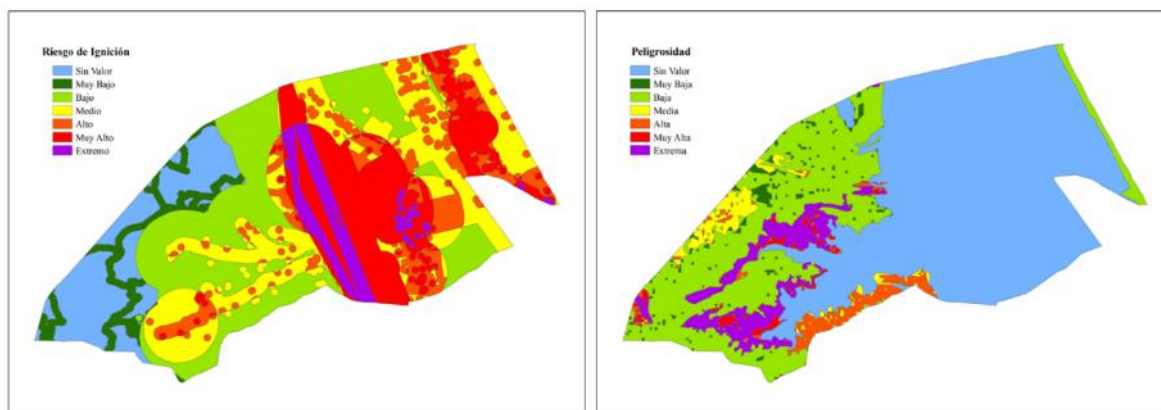 Riesgo de Ignición
Sin Valor
Muy Bajo
Bajo
Medio
Alto
Muy Alto
Extremo
Peligrosidad
Sin Valor
Muy Baja
Baja
Media
Alta
Muy Alta
Extrema